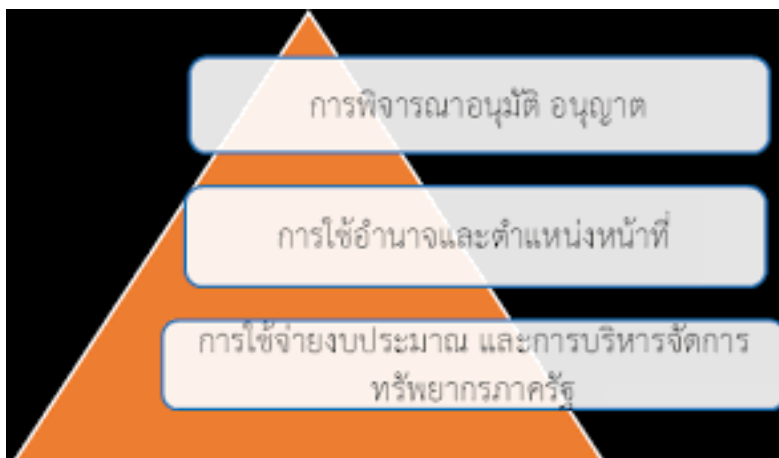 การพิจารณาอนุมัติ อนุญาต
การใช้อำนาจและตำแหน่งหน้าที่
การใช้จ่ายงบประมาณ และการบริหารจัดการ
ทรัพยากรภาครัฐ